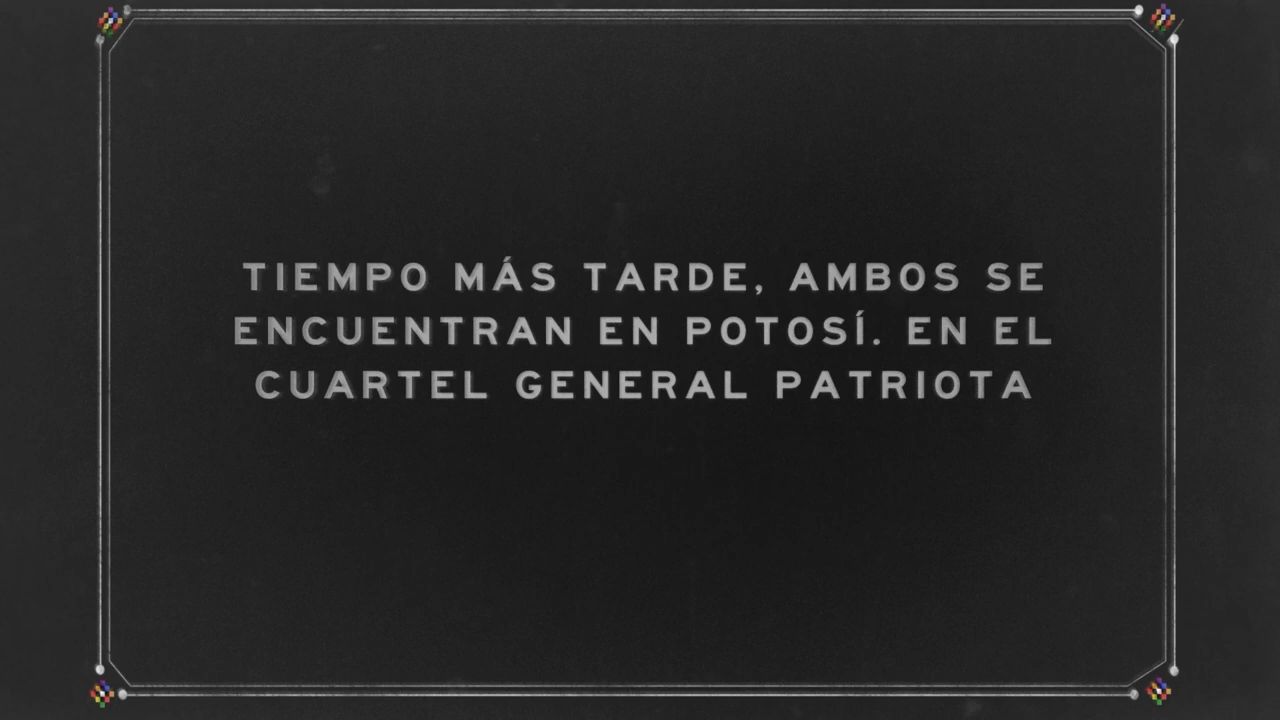 TIEMPO MÁS TARDE, AMBOS SE
ENCUENTRAN EN POTOSÍ. EN EL
CUARTEL GENERAL PATRIOTA